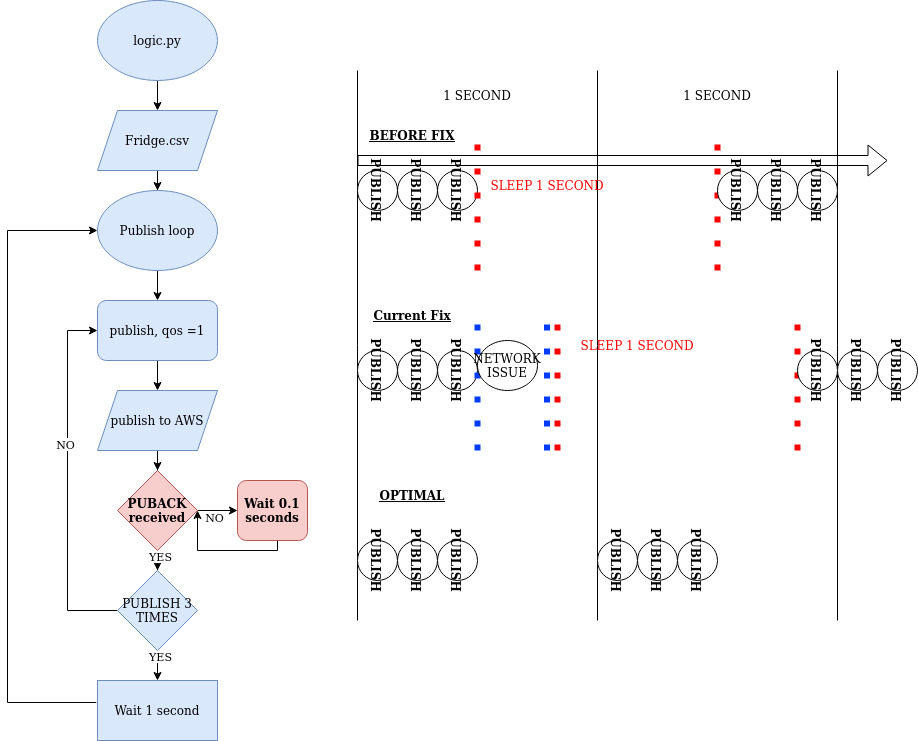 logic.py
Fridge.csv
Publish loop
publish, qos =1
publish to AWS
NO
PUBACK
received
NO
Wait 0.1
seconds
YES
PUBLISH 3
TIMES
YES
Wait 1 second
1 SECOND
1 SECOND
BEFORE FIX
PUBLISH
PUBLISH
PUBLISH
SLEEP 1 SECOND
PUBLISH
PUBLISH
PUBLISH
Current Fix
PUBLISH
PUBLISH
PUBLISH
NETWORK
ISSUE
SLEEP 1 SECOND
PUBLISH
PUBLISH
PUBLISH
OPTIMAL
PUBLISH
PUBLISH
PUBLISH
PUBLISH
PUBLISH
PUBLISH